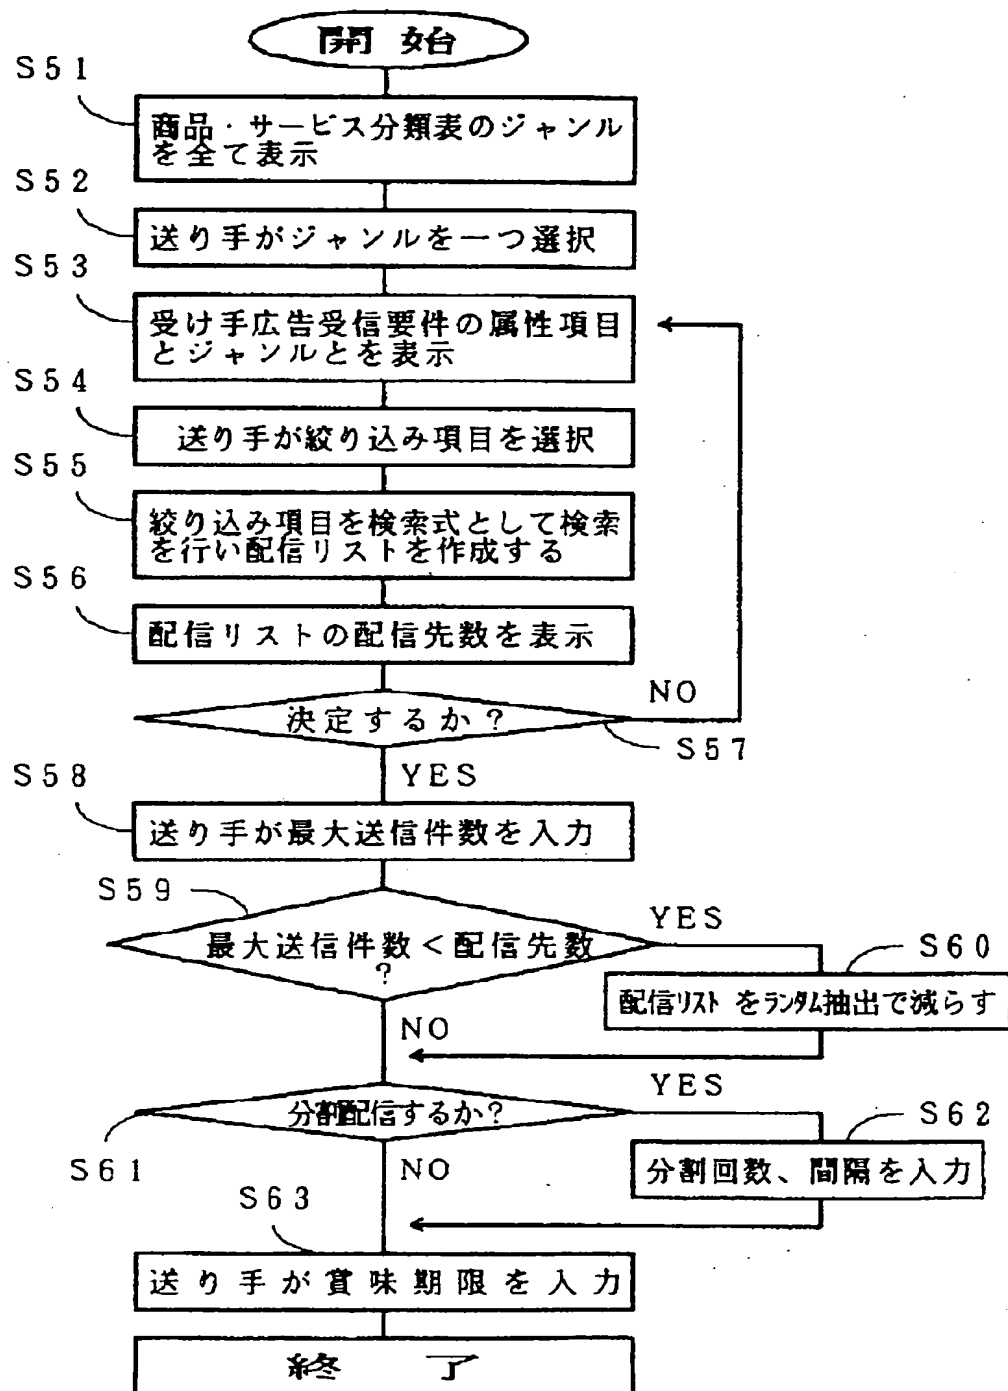 開始
S51
商品・サービス分類表のジャンル
を全て表示
S52
送り手がジャンルを一つ選択
S53
受け手広告受信要件の属性項目
とジャンルとを表示
S54
送り手が絞り込み項目を選択
S55
絞り込み項目を検索式として検索
を行い配信リストを作成する
S56
配信リストの配信先数を表示
決定するか?
NO
S57
YES
S58
送り手が最大送信件数を入力
S59
最大送信件数<配信先数
?
YES
S60
配信リストをランダム抽出で減らす
NO
分割配信するか?
YES
S61
S62
分割回数、間隔を入力
NO
S63
送り手が賞味期限を入力
終了